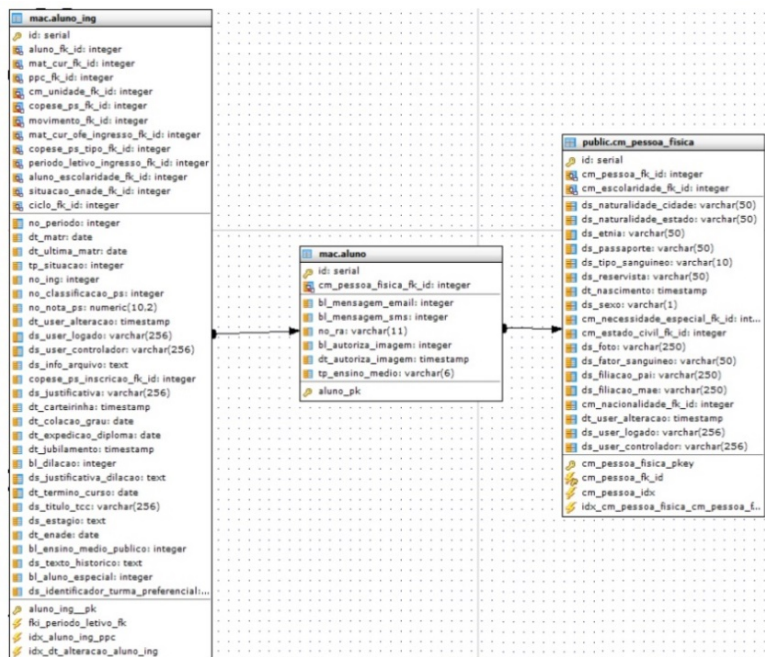 mac.aluno_ing
id: serial
aluno_fk_id: integer
mat_cur_fk_id: integer
ppc_fk_id: integer
cm_unidade_fk_id: integer
copese_ps_fk_id: integer
movimento_fk_id: integer
mat_cur_ofe_ingresso_fk_id: integer
copese_ps_tipo_fk_id: integer
periodo_letivo_ingresso_fk_id: integer
aluno_escolaridade_fk_id: integer
situacao_enade_fk_id: integer
ciclo_fk_id: integer
no_periodo: integer
dt_matr: date
dt_ultima_matr: date
tp_situacao: integer
no_ing: integer
no_classificacao_ps: integer
no_nota_ps: numeric(10,2)
dt_user_alteracao: timestamp
ds_user_logado: varchar(256)
ds_user_controlador: varchar(256)
ds_info_arquivo: text
copese_ps_inscricao_fk_id: integer
ds_justificativa: varchar(256)
dt_carteirinha: timestamp
dt_colacao_grau: date
dt_expedicao_diploma: date
dt_jubilamento: timestamp
bl_dilacao: integer
ds_justificativa_dilacao: text
dt_termino_curso: date
ds_titulo_tcc: varchar(256)
ds_estagio: text
dt_enade: date
bl_ensino_medio_publico: integer
ds_texto_historico: text
bl_aluno_especial: integer
ds_identificador_turma_preferencial:...
aluno_ing__pk
fki_periodo_letivo_fk
idx_aluno_ing_ppc
idx_dt_alteracao_aluno_ing
mac.aluno
id: serial
cm_pessoa_fisica_fk_id: integer
bl_mensagem_email: integer
bl_mensagem_sms: integer
no_ra: varchar(11)
bl_autoriza_imagem: integer
dt_autoriza_imagem: timestamp
tp_ensino_medio: varchar(6)
aluno_pk
public.cm_pessoa_fisica
id: serial
cm_pessoa_fk_id: integer
cm_escolaridade_fk_id: integer
ds_naturalidade_cidade: varchar(50)
ds_naturalidade_estado: varchar(50)
ds_etnia: varchar(50)
ds_passaporte: varchar(50)
ds_tipo_sanguineo: varchar(10)
ds_reservista: varchar(50)
dt_nascimento: timestamp
ds_sexo: varchar(1)
cm_necessidade_especial_fk_id: int...
cm_estado_civil_fk_id: integer
ds_foto: varchar(250)
ds_fator_sanguineo: varchar(50)
ds_filiacao_pai: varchar(250)
ds_filiacao_mae: varchar(250)
cm_nacionalidade_fk_id: integer
dt_user_alteracao: timestamp
ds_user_logado: varchar(256)
ds_user_controlador: varchar(256)
cm_pessoa_fisica_pkey
cm_pessoa_fk_id
cm_pessoa_idx
idx_cm_pessoa_fisica_cm_pessoa_f...